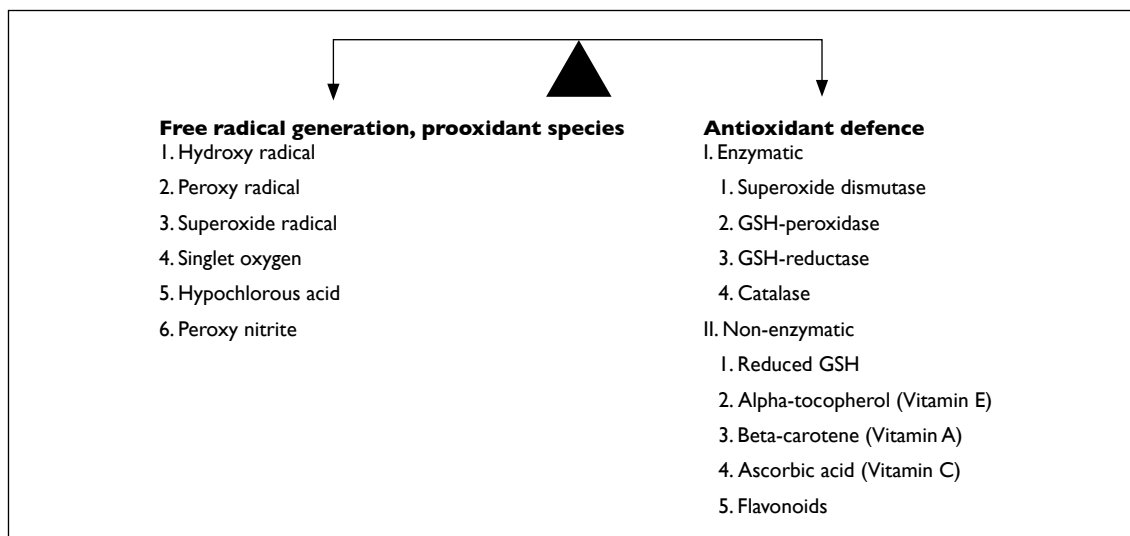 Free radical generation, prooxidant species
1. Hydroxy radical
2. Peroxy radical
3. Superoxide radical
4. Singlet oxygen
5. Hypochlorous acid
6. Peroxy nitrite
Antioxidant defence
I. Enzymatic
1. Superoxide dismutase
2. GSH-peroxidase
3. GSH-reductase
4. Catalase
II. Non-enzymatic
1. Reduced GSH
2. Alpha-tocopherol (Vitamin E)
3. Beta-carotene (Vitamin A)
4. Ascorbic acid (Vitamin C)
5. Flavonoids